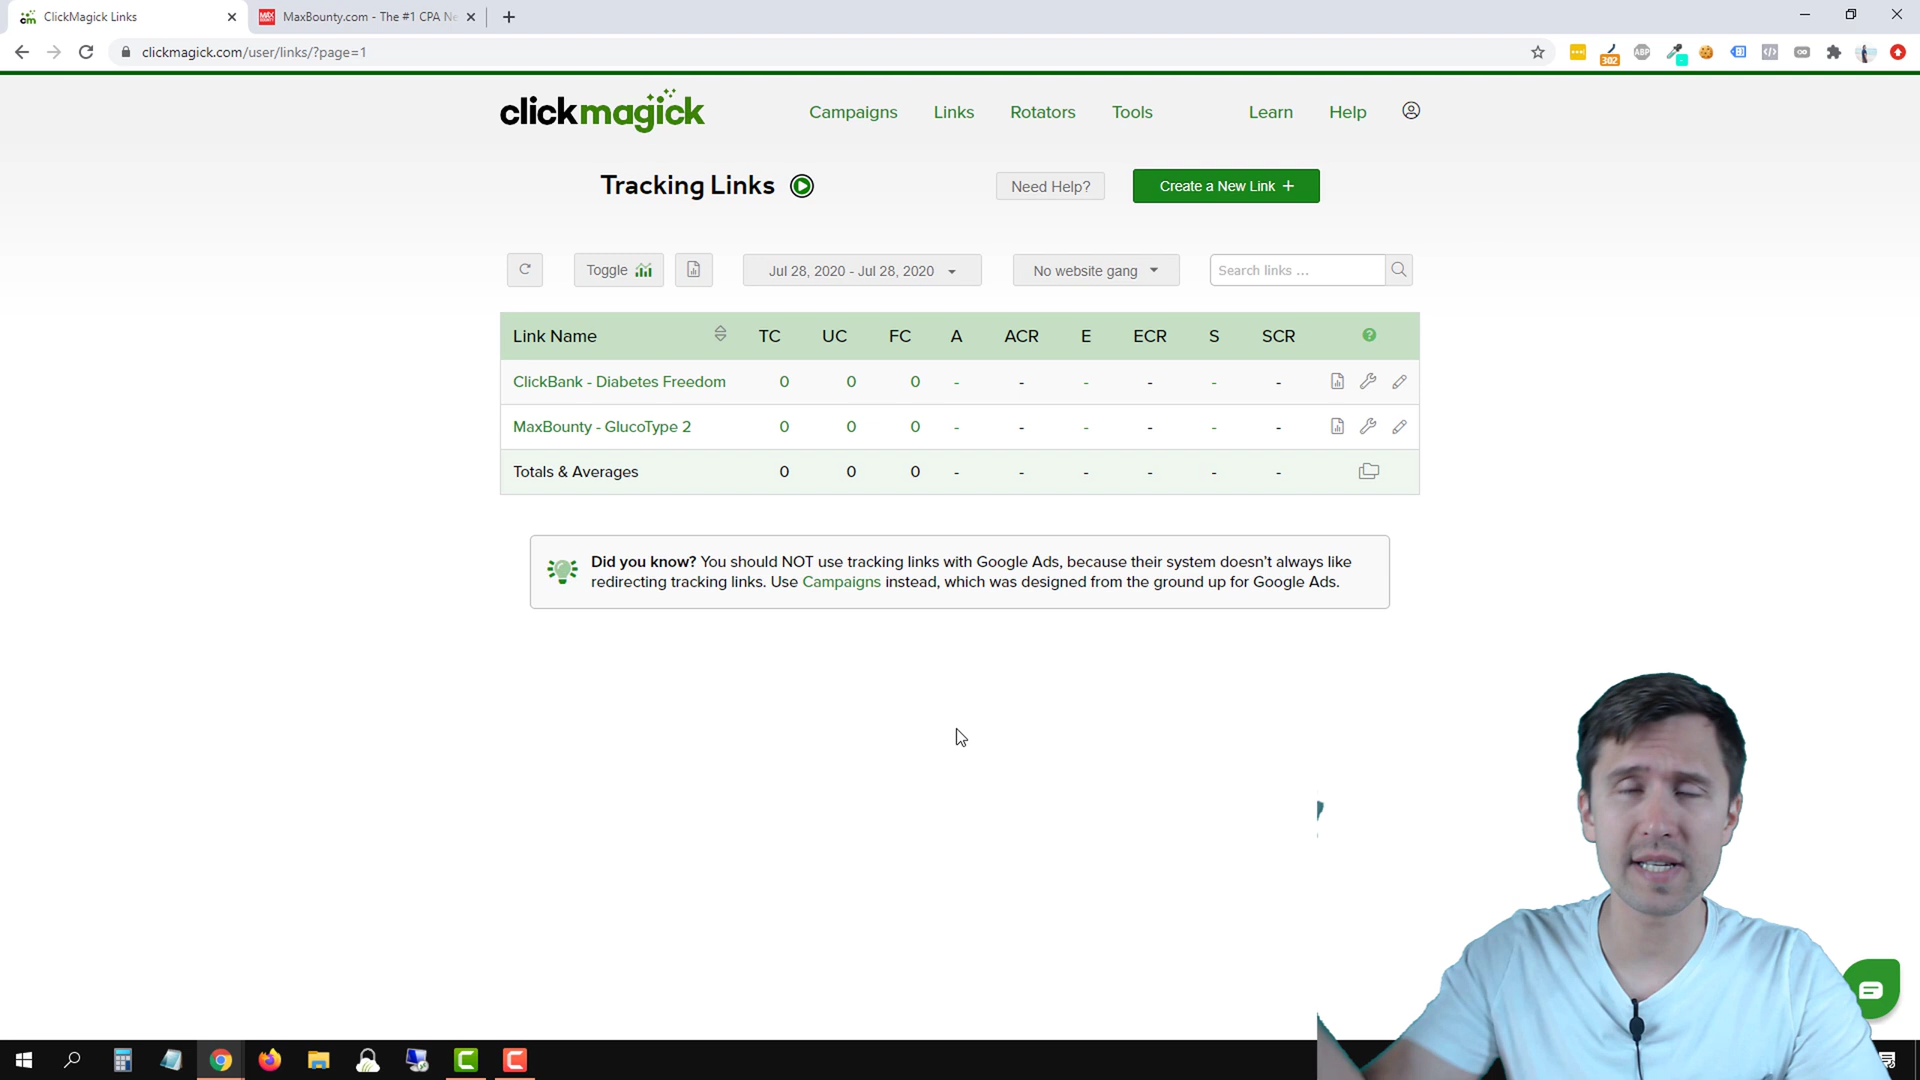 ClickMagick Links
MaxBounty.com - The #1 CPA Ne
clickmagick.com/user/links/?page=1
302
ABP
clickmagick
Campaigns Links Rotators Tools Learn Help
Tracking Links
Need Help?
Create a New Link +
Toggle
Jul 28, 2020 - Jul 28, 2020
No website gang
Search links ...
Link Name TC UC FC A ACR E ECR S SCR ?
ClickBank - Diabetes Freedom 0 0 0 - - - - - -
MaxBounty - GlucoType 2 0 0 0 - - - - - -
Totals & Averages 0 0 0 - - - - - -
Did you know? You should NOT use tracking links with Google Ads, because their system doesn't always like
redirecting tracking links. Use Campaigns instead, which was designed from the ground up for Google Ads.